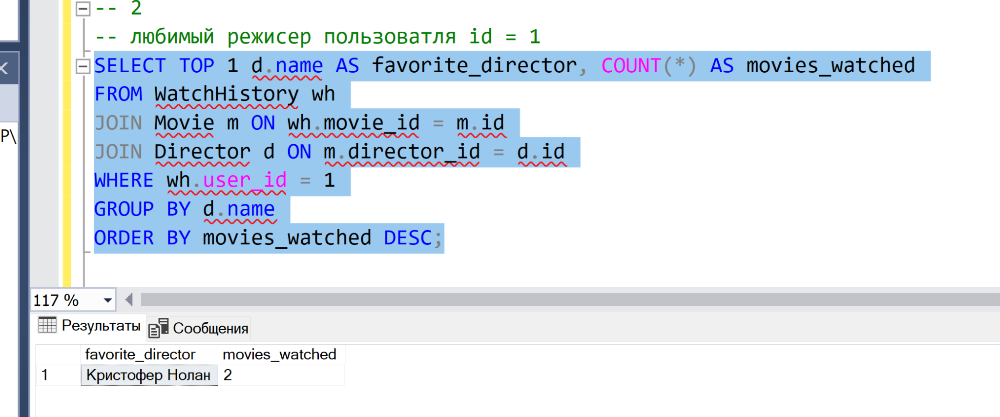 -- 2
-- любимый режисер пользоватля id = 1
SELECT TOP 1 d.name AS favorite_director, COUNT(*) AS movies_watched
FROM WatchHistory wh
JOIN Movie m ON wh.movie_id = m.id
P\
JOIN Director d ON m.director_id = d.id
WHERE wh.user_id = 1
GROUP BY d.name
ORDER BY movies_watched DESC;
117 %
Результаты Сообщения
favorite_director movies_watched
1 Кристофер Нолан 2